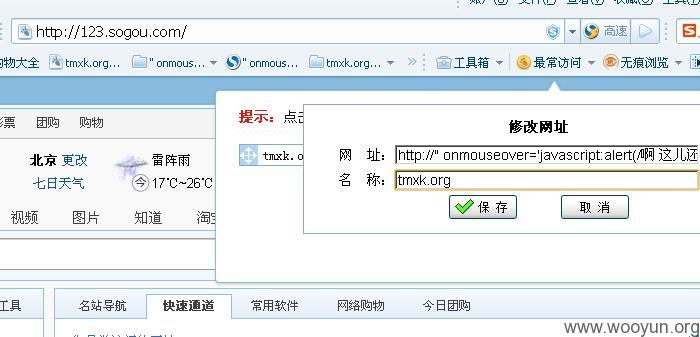 http://123.sogou.com/
高速
物大全 tmxk.org... " onmous... " onmous... tmxk.org... » 工具箱 最常访问 无痕浏览
票 团购 购物
提示：点击
修改网址
北京 更改 雷阵雨
tmxk.o
网 址： http://" onmouseover='javascript:alert(/啊 这儿还
七日天气 今 17℃~26℃
名 称： tmxk.org
保 存 取 消
视频 图片 知道 淘宝
工具 名站导航 快速通道 常用软件 网络购物 今日团购
www.wooyun.org